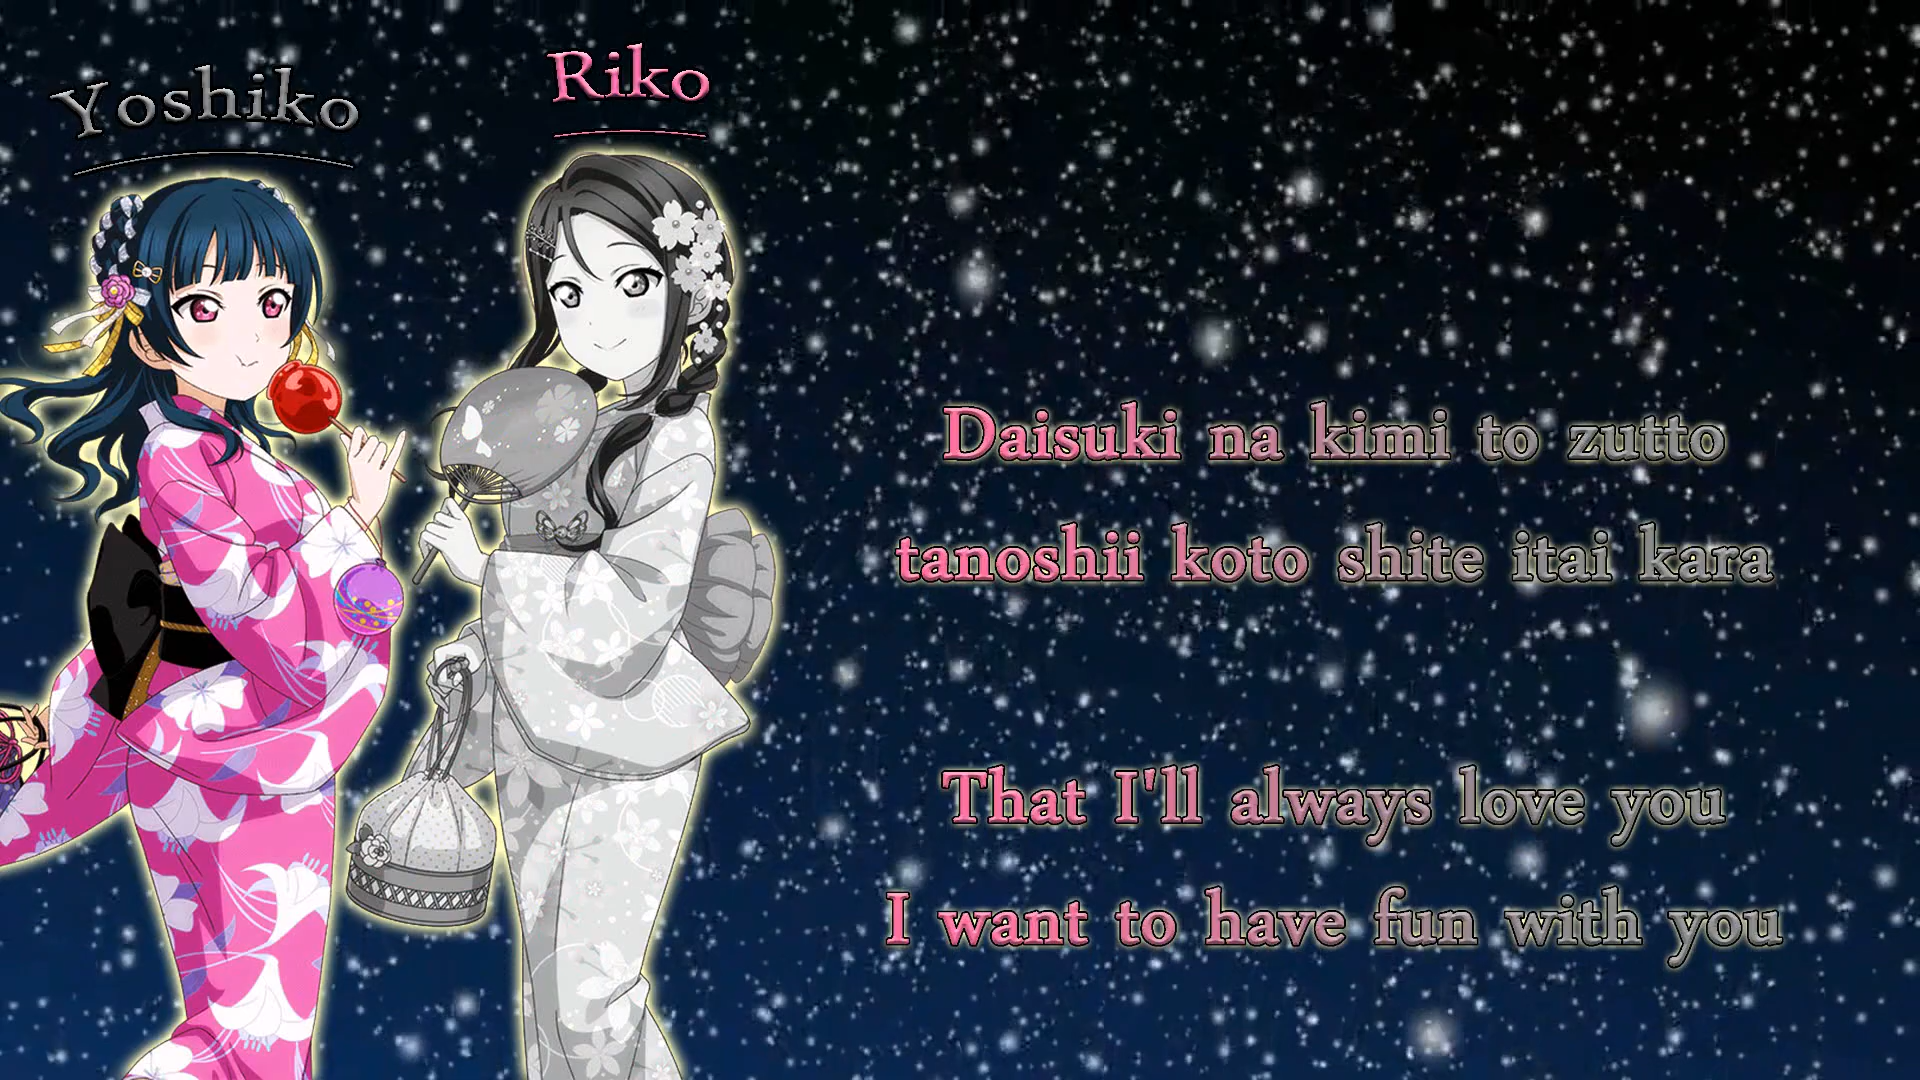 Yoshiko
Riko
Daisuki na kimi to zutto
tanoshii koto shite itai kara
That I'll always love you
I want to have fun with you